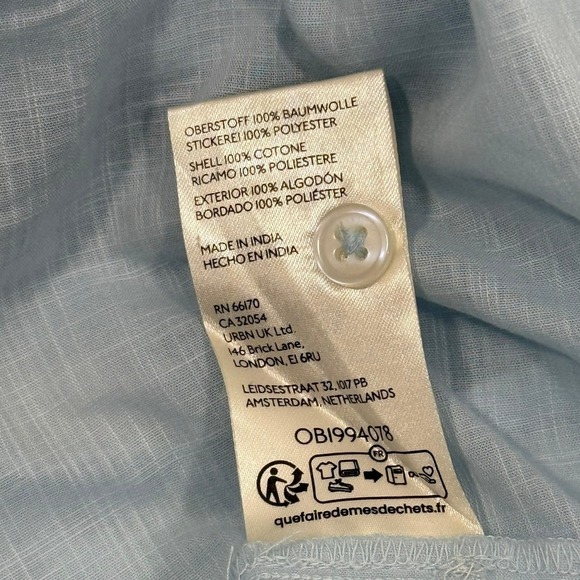 OBERSTOFF 100% BAUMWOLLE
STICKEREI 100% POLYESTER
SHELL 100% COTONE
RICAMO 100% POLIESTERE
EXTERIOR 100% ALGODÓN
BORDADO 100% POLIÉSTER
MADE IN INDIA
HECHO EN INDIA
RN 66170
CA 32054
URBN UK Ltd.
146 Brick Lane,
LONDON, E1 6RU
LEIDSESTRAAT 32, 1017 PB
AMSTERDAM, NETHERLANDS
OB1994078
FR
quefairedemesdechets.fr